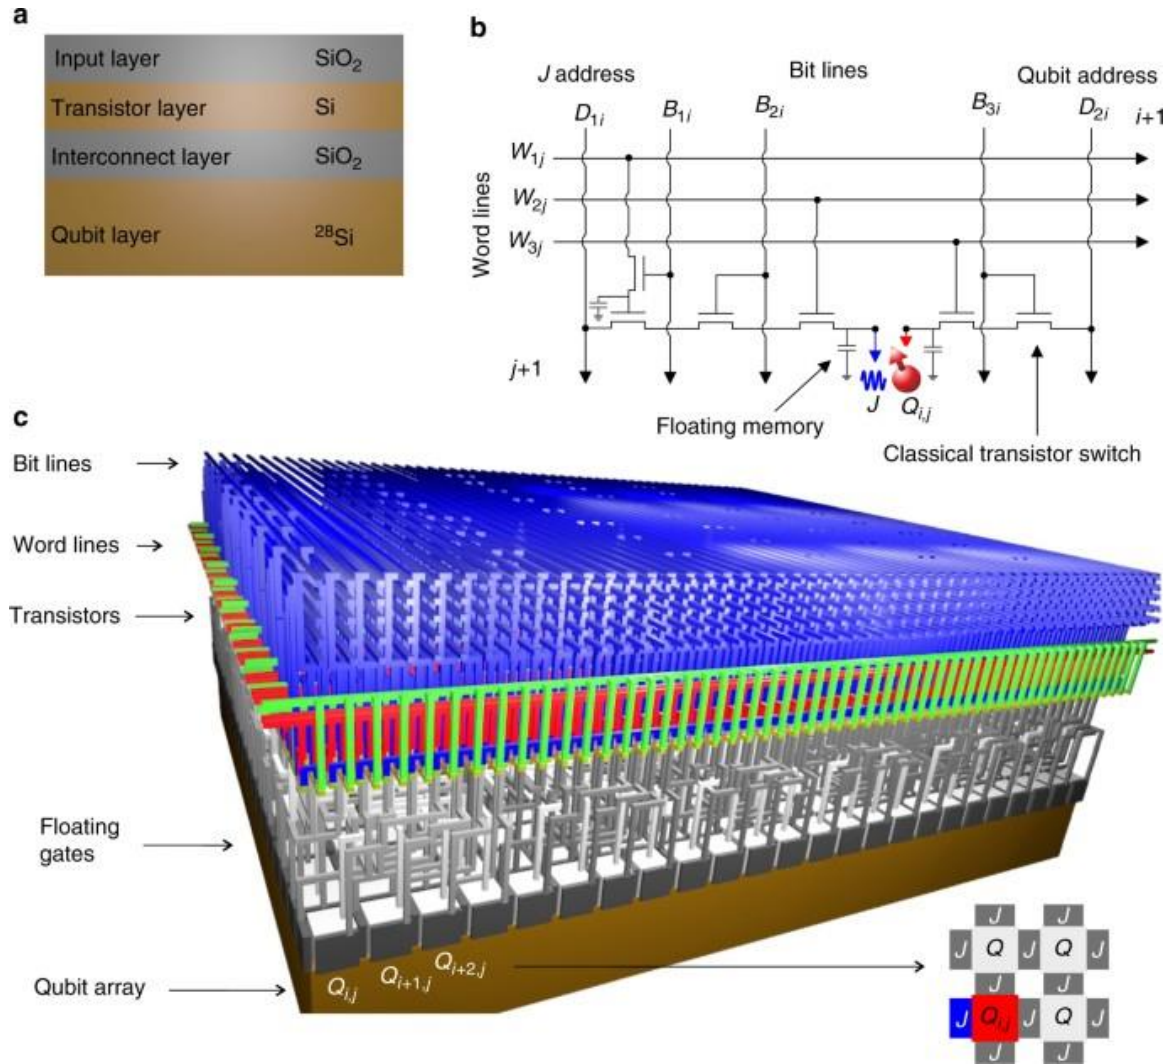 a
Input layer SiO₂
Transistor layer Si
Interconnect layer SiO₂
Qubit layer ²⁸Si
b
J address Bit lines Qubit address
D₁ᵢ B₁ᵢ B₂ᵢ B₃ᵢ D₂ᵢ i+1
Word lines
W₁ⱼ
W₂ⱼ
W₃ⱼ
j+1
J Qᵢ,ⱼ
Floating memory
Classical transistor switch
c
Bit lines
Word lines
Transistors
Floating
gates
Qubit array
Qᵢ,ⱼ Qᵢ₊₁,ⱼ Qᵢ₊₂,ⱼ
J J
J Q J Q J
J J
J Qᵢ,ⱼ J Q J
J J